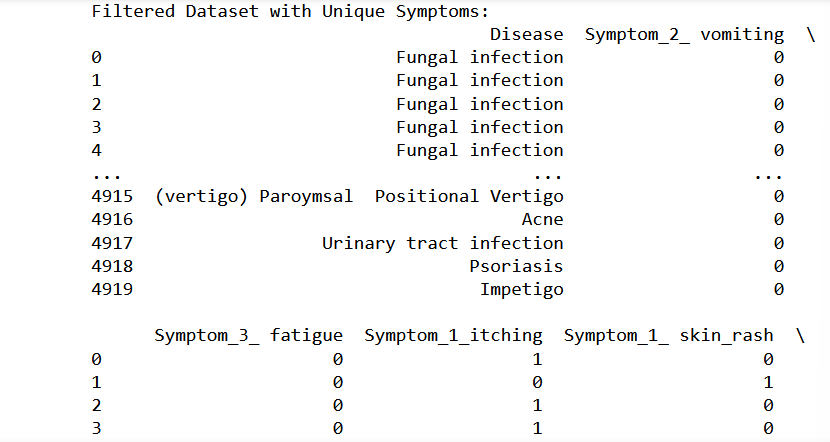 Filtered Dataset with Unique Symptoms:
Disease  Symptom_2_ vomiting  \
0 Fungal infection 0
1 Fungal infection 0
2 Fungal infection 0
3 Fungal infection 0
4 Fungal infection 0
... ... ...
4915 (vertigo) Paroymsal  Positional Vertigo 0
4916 Acne 0
4917 Urinary tract infection 0
4918 Psoriasis 0
4919 Impetigo 0
Symptom_3_ fatigue  Symptom_1_itching  Symptom_1_ skin_rash  \
0 0 1 0
1 0 0 1
2 0 1 0
3 0 1 0